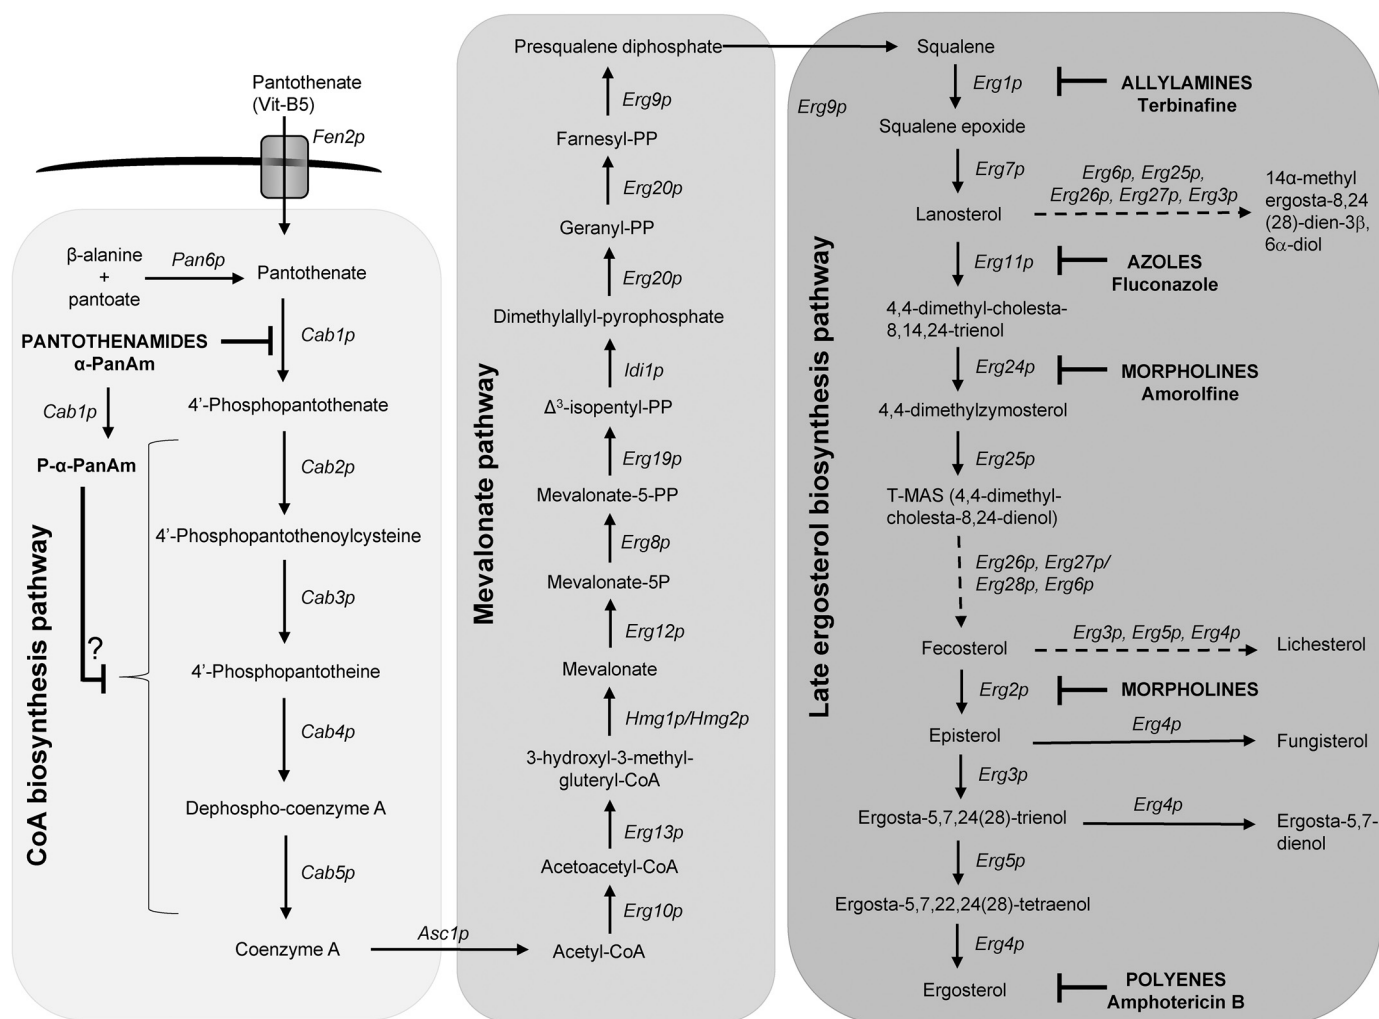 Pantothenate
(Vit-B5)
Fen2p
β-alanine
+
pantoate
Pan6p
Pantothenate
PANTOTHENAMIDES
α-PanAm
Cab1p
Cab1p
4’-Phosphopantothenate
P-α-PanAm
Cab2p
4’-Phosphopantothenoylcysteine
Cab3p
?
4’-Phosphopantotheine
Cab4p
Dephospho-coenzyme A
Cab5p
Coenzyme A
CoA biosynthesis pathway
Asc1p
Presqualene diphosphate
Erg9p
Farnesyl-PP
Erg20p
Geranyl-PP
Erg20p
Dimethylallyl-pyrophosphate
Idi1p
Δ³-isopentyl-PP
Erg19p
Mevalonate-5-PP
Erg8p
Mevalonate-5P
Erg12p
Mevalonate
Hmg1p/Hmg2p
3-hydroxyl-3-methyl-
gluteryl-CoA
Erg13p
Acetoacetyl-CoA
Erg10p
Acetyl-CoA
Mevalonate pathway
Squalene
Erg1p
ALLYLAMINES
Terbinafine
Erg9p
Squalene epoxide
Erg7p
Erg6p, Erg25p,
Erg26p, Erg27p, Erg3p
Lanosterol
14α-methyl
ergosta-8,24
(28)-dien-3β,
6α-diol
Erg11p
AZOLES
Fluconazole
4,4-dimethyl-cholesta-
8,14,24-trienol
Erg24p
MORPHOLINES
Amorolfine
4,4-dimethylzymosterol
Erg25p
T-MAS (4,4-dimethyl-
cholesta-8,24-dienol)
Erg26p, Erg27p/
Erg28p, Erg6p
Fecosterol
Erg3p, Erg5p, Erg4p
Lichesterol
Erg2p
MORPHOLINES
Episterol
Erg4p
Fungisterol
Erg3p
Ergosta-5,7,24(28)-trienol
Erg4p
Ergosta-5,7-
dienol
Erg5p
Ergosta-5,7,22,24(28)-tetraenol
Erg4p
Ergosterol
POLYENES
Amphotericin B
Late ergosterol biosynthesis pathway